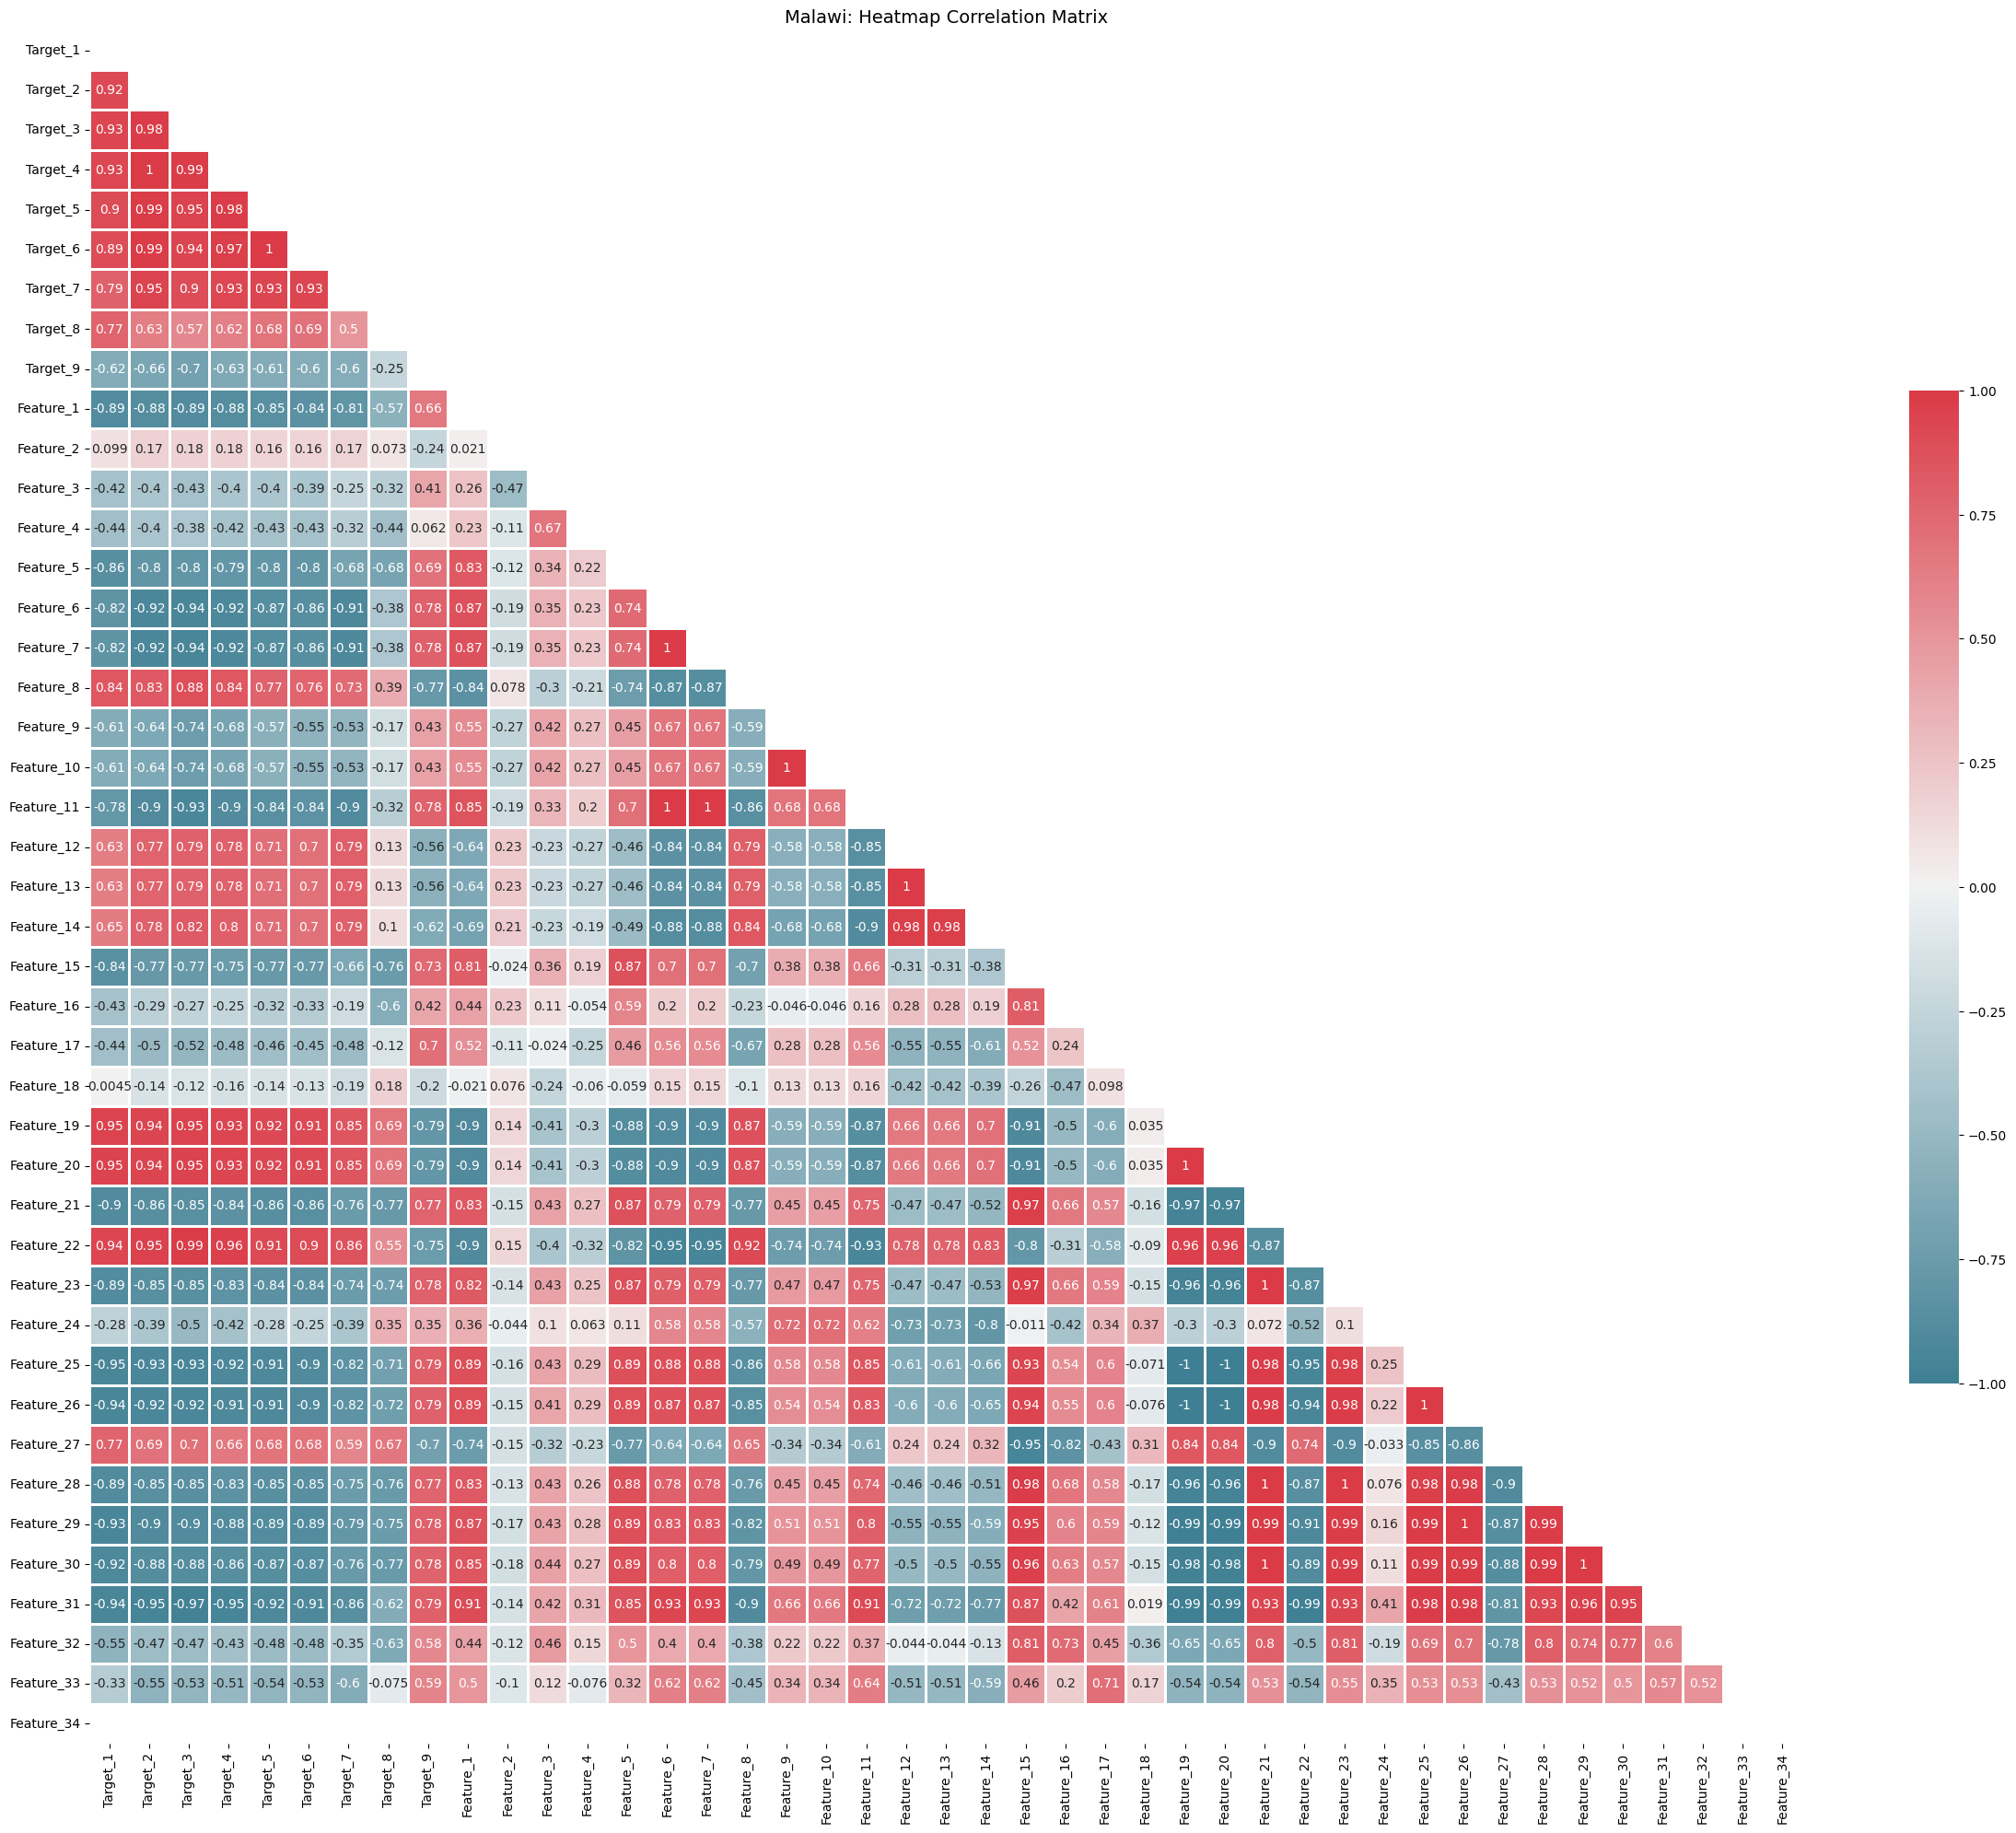 Malawi: Heatmap Correlation Matrix
Target_1
Target_2 0.92
Target_3 0.93 0.98
Target_4 0.93 1 0.99
Target_5 0.9 0.99 0.95 0.98
Target_6 0.89 0.99 0.94 0.97 1
Target_7 0.79 0.95 0.9 0.93 0.93 0.93
Target_8 0.77 0.63 0.57 0.62 0.68 0.69 0.5
Target_9 -0.62 -0.66 -0.7 -0.63 -0.61 -0.6 -0.6 -0.25
Feature_1 -0.89 -0.88 -0.89 -0.88 -0.85 -0.84 -0.81 -0.57 0.66
Feature_2 0.099 0.17 0.18 0.18 0.16 0.16 0.17 0.073 -0.24 0.021
Feature_3 -0.42 -0.4 -0.43 -0.4 -0.4 -0.39 -0.25 -0.32 0.41 0.26 -0.47
Feature_4 -0.44 -0.4 -0.38 -0.42 -0.43 -0.43 -0.32 -0.44 0.062 0.23 -0.11 0.67
Feature_5 -0.86 -0.8 -0.8 -0.79 -0.8 -0.8 -0.68 -0.68 0.69 0.83 -0.12 0.34 0.22
Feature_6 -0.82 -0.92 -0.94 -0.92 -0.87 -0.86 -0.91 -0.38 0.78 0.87 -0.19 0.35 0.23 0.74
Feature_7 -0.82 -0.92 -0.94 -0.92 -0.87 -0.86 -0.91 -0.38 0.78 0.87 -0.19 0.35 0.23 0.74 1
Feature_8 0.84 0.83 0.88 0.84 0.77 0.76 0.73 0.39 -0.77 -0.84 0.078 -0.3 -0.21 -0.74 -0.87 -0.87
Feature_9 -0.61 -0.64 -0.74 -0.68 -0.57 -0.55 -0.53 -0.17 0.43 0.55 -0.27 0.42 0.27 0.45 0.67 0.67 -0.59
Feature_10 -0.61 -0.64 -0.74 -0.68 -0.57 -0.55 -0.53 -0.17 0.43 0.55 -0.27 0.42 0.27 0.45 0.67 0.67 -0.59 1
Feature_11 -0.78 -0.9 -0.93 -0.9 -0.84 -0.84 -0.9 -0.32 0.78 0.85 -0.19 0.33 0.2 0.7 1 1 -0.86 0.68 0.68
Feature_12 0.63 0.77 0.79 0.78 0.71 0.7 0.79 0.13 -0.56 -0.64 0.23 -0.23 -0.27 -0.46 -0.84 -0.84 0.79 -0.58 -0.58 -0.85
Feature_13 0.63 0.77 0.79 0.78 0.71 0.7 0.79 0.13 -0.56 -0.64 0.23 -0.23 -0.27 -0.46 -0.84 -0.84 0.79 -0.58 -0.58 -0.85 1
Feature_14 0.65 0.78 0.82 0.8 0.71 0.7 0.79 0.1 -0.62 -0.69 0.21 -0.23 -0.19 -0.49 -0.88 -0.88 0.84 -0.68 -0.68 -0.9 0.98 0.98
Feature_15 -0.84 -0.77 -0.77 -0.75 -0.77 -0.77 -0.66 -0.76 0.73 0.81 -0.024 0.36 0.19 0.87 0.7 0.7 -0.7 0.38 0.38 0.66 -0.31 -0.31 -0.38
Feature_16 -0.43 -0.29 -0.27 -0.25 -0.32 -0.33 -0.19 -0.6 0.42 0.44 0.23 0.11 -0.054 0.59 0.2 0.2 -0.23 -0.046 -0.046 0.16 0.28 0.28 0.19 0.81
Feature_17 -0.44 -0.5 -0.52 -0.48 -0.46 -0.45 -0.48 -0.12 0.7 0.52 -0.11 -0.024 -0.25 0.46 0.56 0.56 -0.67 0.28 0.28 0.56 -0.55 -0.55 -0.61 0.52 0.24
Feature_18 -0.0045 -0.14 -0.12 -0.16 -0.14 -0.13 -0.19 0.18 -0.2 -0.021 0.076 -0.24 -0.06 -0.059 0.15 0.15 -0.1 0.13 0.13 0.16 -0.42 -0.42 -0.39 -0.26 -0.47 0.098
Feature_19 0.95 0.94 0.95 0.93 0.92 0.91 0.85 0.69 -0.79 -0.9 0.14 -0.41 -0.3 -0.88 -0.9 -0.9 0.87 -0.59 -0.59 -0.87 0.66 0.66 0.7 -0.91 -0.5 -0.6 0.035
Feature_20 0.95 0.94 0.95 0.93 0.92 0.91 0.85 0.69 -0.79 -0.9 0.14 -0.41 -0.3 -0.88 -0.9 -0.9 0.87 -0.59 -0.59 -0.87 0.66 0.66 0.7 -0.91 -0.5 -0.6 0.035 1
Feature_21 -0.9 -0.86 -0.85 -0.84 -0.86 -0.86 -0.76 -0.77 0.77 0.83 -0.15 0.43 0.27 0.87 0.79 0.79 -0.77 0.45 0.45 0.75 -0.47 -0.47 -0.52 0.97 0.66 0.57 -0.16 -0.97 -0.97
Feature_22 0.94 0.95 0.99 0.96 0.91 0.9 0.86 0.55 -0.75 -0.9 0.15 -0.4 -0.32 -0.82 -0.95 -0.95 0.92 -0.74 -0.74 -0.93 0.78 0.78 0.83 -0.8 -0.31 -0.58 -0.09 0.96 0.96 -0.87
Feature_23 -0.89 -0.85 -0.85 -0.83 -0.84 -0.84 -0.74 -0.74 0.78 0.82 -0.14 0.43 0.25 0.87 0.79 0.79 -0.77 0.47 0.47 0.75 -0.47 -0.47 -0.53 0.97 0.66 0.59 -0.15 -0.96 -0.96 1 -0.87
Feature_24 -0.28 -0.39 -0.5 -0.42 -0.28 -0.25 -0.39 0.35 0.35 0.36 -0.044 0.1 0.063 0.11 0.58 0.58 -0.57 0.72 0.72 0.62 -0.73 -0.73 -0.8 -0.011 -0.42 0.34 0.37 -0.3 -0.3 0.072 -0.52 0.1
Feature_25 -0.95 -0.93 -0.93 -0.92 -0.91 -0.9 -0.82 -0.71 0.79 0.89 -0.16 0.43 0.29 0.89 0.88 0.88 -0.86 0.58 0.58 0.85 -0.61 -0.61 -0.66 0.93 0.54 0.6 -0.071 -1 -1 0.98 -0.95 0.98 0.25
Feature_26 -0.94 -0.92 -0.92 -0.91 -0.91 -0.9 -0.82 -0.72 0.79 0.89 -0.15 0.41 0.29 0.89 0.87 0.87 -0.85 0.54 0.54 0.83 -0.6 -0.6 -0.65 0.94 0.55 0.6 -0.076 -1 -1 0.98 -0.94 0.98 0.22 1
Feature_27 0.77 0.69 0.7 0.66 0.68 0.68 0.59 0.67 -0.7 -0.74 -0.15 -0.32 -0.23 -0.77 -0.64 -0.64 0.65 -0.34 -0.34 -0.61 0.24 0.24 0.32 -0.95 -0.82 -0.43 0.31 0.84 0.84 -0.9 0.74 -0.9 -0.033 -0.85 -0.86
Feature_28 -0.89 -0.85 -0.85 -0.83 -0.85 -0.85 -0.75 -0.76 0.77 0.83 -0.13 0.43 0.26 0.88 0.78 0.78 -0.76 0.45 0.45 0.74 -0.46 -0.46 -0.51 0.98 0.68 0.58 -0.17 -0.96 -0.96 1 -0.87 1 0.076 0.98 0.98 -0.9
Feature_29 -0.93 -0.9 -0.9 -0.88 -0.89 -0.89 -0.79 -0.75 0.78 0.87 -0.17 0.43 0.28 0.89 0.83 0.83 -0.82 0.51 0.51 0.8 -0.55 -0.55 -0.59 0.95 0.6 0.59 -0.12 -0.99 -0.99 0.99 -0.91 0.99 0.16 0.99 1 -0.87 0.99
Feature_30 -0.92 -0.88 -0.88 -0.86 -0.87 -0.87 -0.76 -0.77 0.78 0.85 -0.18 0.44 0.27 0.89 0.8 0.8 -0.79 0.49 0.49 0.77 -0.5 -0.5 -0.55 0.96 0.63 0.57 -0.15 -0.98 -0.98 1 -0.89 0.99 0.11 0.99 0.99 -0.88 0.99 1
Feature_31 -0.94 -0.95 -0.97 -0.95 -0.92 -0.91 -0.86 -0.62 0.79 0.91 -0.14 0.42 0.31 0.85 0.93 0.93 -0.9 0.66 0.66 0.91 -0.72 -0.72 -0.77 0.87 0.42 0.61 0.019 -0.99 -0.99 0.93 -0.99 0.93 0.41 0.98 0.98 -0.81 0.93 0.96 0.95
Feature_32 -0.55 -0.47 -0.47 -0.43 -0.48 -0.48 -0.35 -0.63 0.58 0.44 -0.12 0.46 0.15 0.5 0.4 0.4 -0.38 0.22 0.22 0.37 -0.044 -0.044 -0.13 0.81 0.73 0.45 -0.36 -0.65 -0.65 0.8 -0.5 0.81 -0.19 0.69 0.7 -0.78 0.8 0.74 0.77 0.6
Feature_33 -0.33 -0.55 -0.53 -0.51 -0.54 -0.53 -0.6 -0.075 0.59 0.5 -0.1 0.12 -0.076 0.32 0.62 0.62 -0.45 0.34 0.34 0.64 -0.51 -0.51 -0.59 0.46 0.2 0.71 0.17 -0.54 -0.54 0.53 -0.54 0.55 0.35 0.53 0.53 -0.43 0.53 0.52 0.5 0.57 0.52
Feature_34
Target_1 Target_2 Target_3 Target_4 Target_5 Target_6 Target_7 Target_8 Target_9 Feature_1 Feature_2 Feature_3 Feature_4 Feature_5 Feature_6 Feature_7 Feature_8 Feature_9 Feature_10 Feature_11 Feature_12 Feature_13 Feature_14 Feature_15 Feature_16 Feature_17 Feature_18 Feature_19 Feature_20 Feature_21 Feature_22 Feature_23 Feature_24 Feature_25 Feature_26 Feature_27 Feature_28 Feature_29 Feature_30 Feature_31 Feature_32 Feature_33 Feature_34
1.00
0.75
0.50
0.25
0.00
−0.25
−0.50
−0.75
−1.00